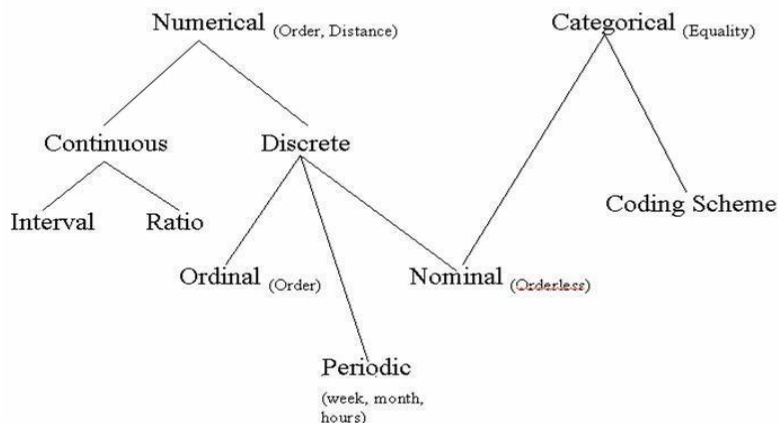 Numerical (Order, Distance)
Categorical (Equality)
Continuous
Discrete
Interval
Ratio
Coding Scheme
Ordinal (Order)
Nominal (Orderless)
Periodic
(week, month,
hours)